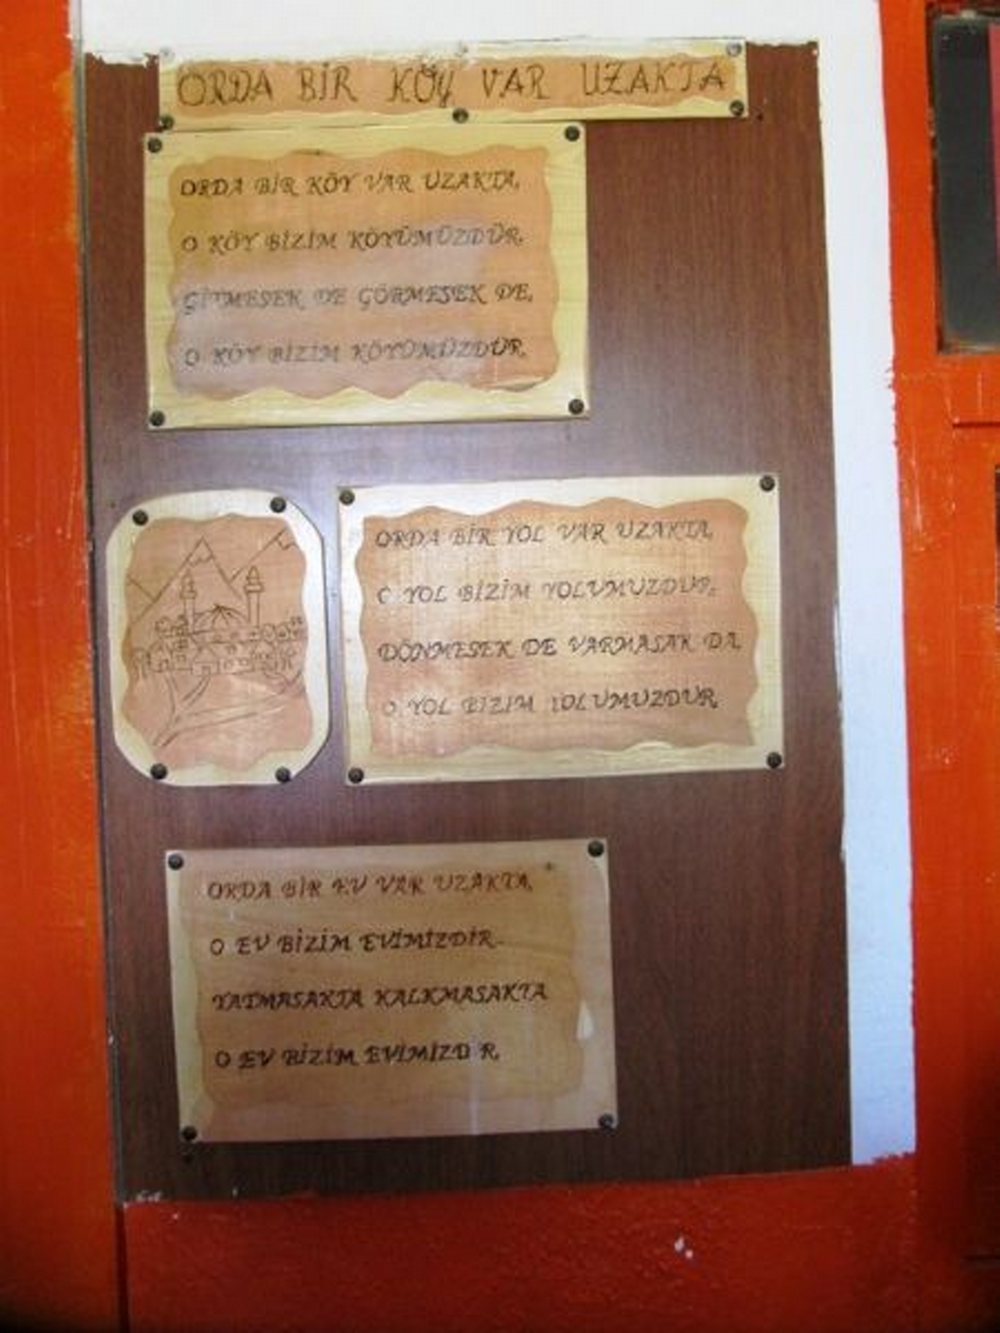 ORDA BİR KÖY VAR UZAKTA
ORDA BİR KÖY VAR UZAKTA,
O KÖY BİZİM KÖYÜMÜZDÜR,
GİTMESEK DE GÖRMESEK DE,
O KÖY BİZİM KÖYÜMÜZDÜR,
ORDA BİR YOL VAR UZAKTA,
O YOL BİZİM YOLUMUZDUR,
DÖNMESEK DE VARMASAK DA,
O YOL BİZİM YOLUMUZDUR,
ORDA BİR EV VAR UZAKTA,
O EV BİZİM EVİMİZDİR.
YATMASAKTA KALKMASAKTA
O EV BİZİM EVİMİZDİR,